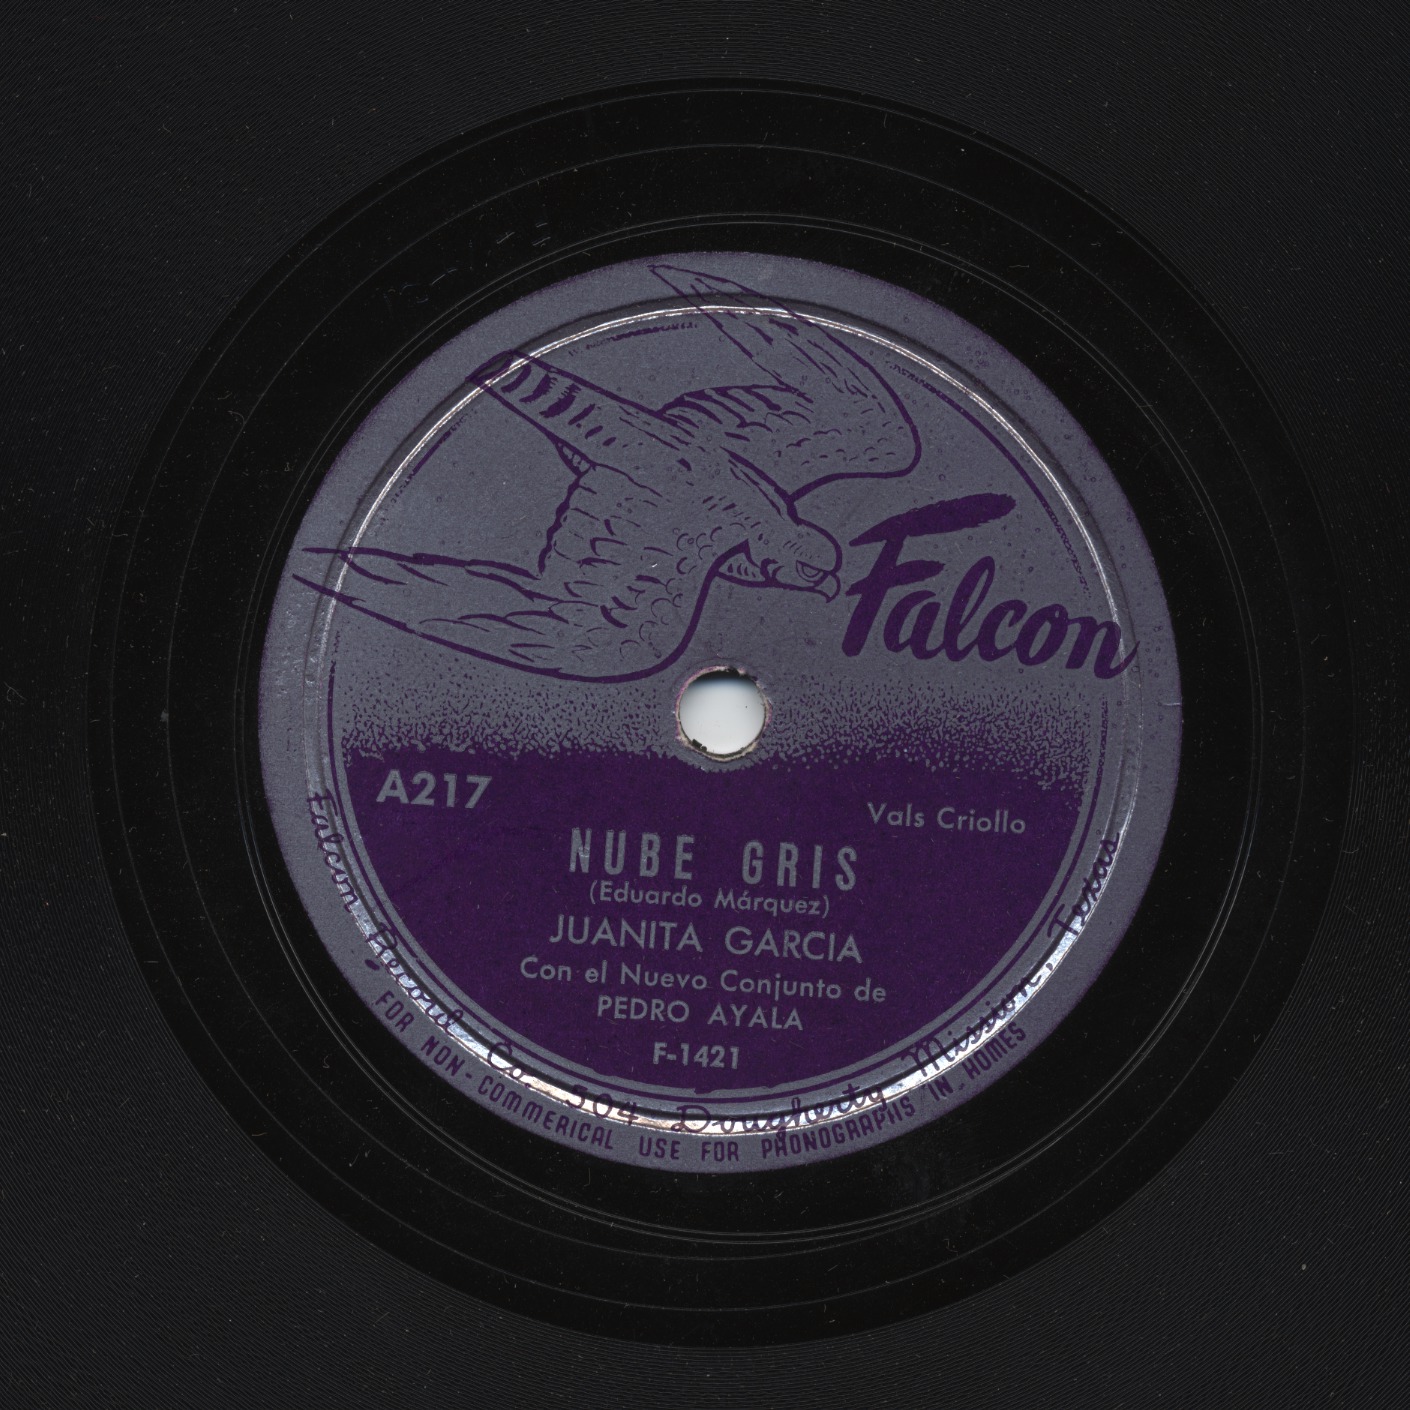 Falcon
A217
Vals Criollo
NUBE GRIS
(Eduardo Márquez)
JUANITA GARCIA
Con el Nuevo Conjunto de
PEDRO AYALA
F-1421
Falcon Record Co. 504 Dougherty Mission, Texas
FOR NON-COMMERICAL USE FOR PHONOGRAPHS IN HOMES